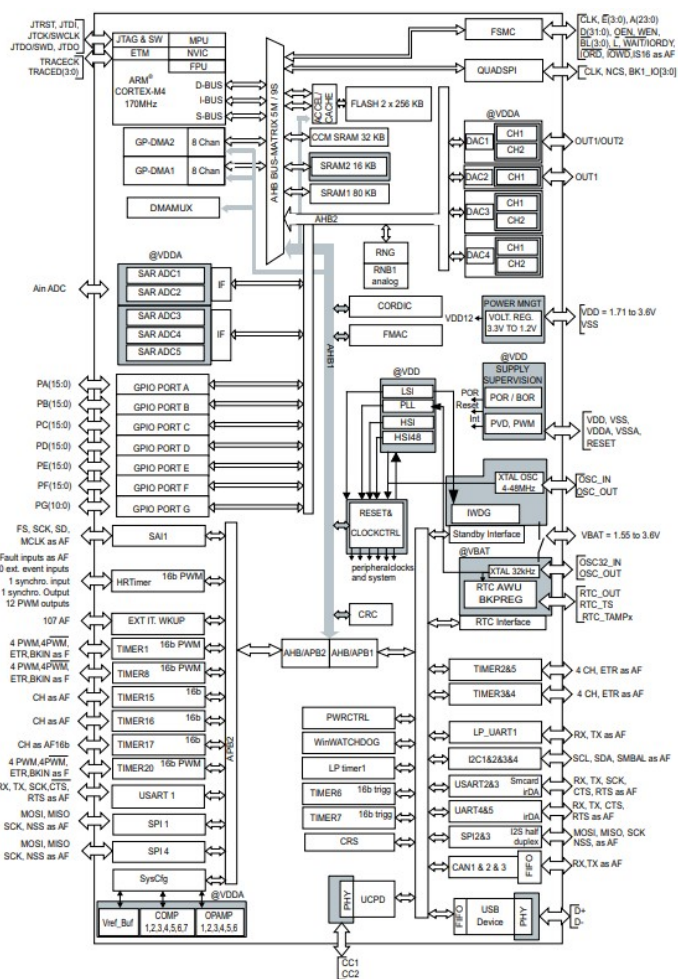 JTRST, JTDI,
JTCK/SWCLK
JTDO/SWD, JTDO
TRACECK
TRACED(3:0)
JTAG & SW
MPU
ETM
NVIC
FPU
ARM®
CORTEX-M4
170MHz
D-BUS
I-BUS
S-BUS
GP-DMA2
8 Chan
GP-DMA1
8 Chan
DMAMUX
AHB BUS-MATRIX 5M / 9S
ACCEL/
CACHE
FLASH 2 x 256 KB
CCM SRAM 32 KB
SRAM2 16 KB
SRAM1 80 KB
AHB2
RNG
RNB1
analog
FSMC
QUADSPI
CLK, E(3:0), A(23:0)
D(31:0), OEN, WEN,
BL(3:0), L, WAIT/IORDY,
IORD, IOWD,IS16 as AF
CLK, NCS, BK1_IO[3:0]
@VDDA
DAC1
CH1
CH2
OUT1/OUT2
DAC2
CH1
OUT1
DAC3
CH1
CH2
DAC4
CH1
CH2
@VDDA
SAR ADC1
SAR ADC2
IF
Ain ADC
SAR ADC3
SAR ADC4
SAR ADC5
IF
CORDIC
FMAC
AHB1
POWER MNGT
VOLT. REG.
3.3V TO 1.2V
VDD12
VDD = 1.71 to 3.6V
VSS
@VDD
SUPPLY
SUPERVISION
POR / BOR
PVD, PWM
POR
Reset
Int
VDD, VSS,
VDDA, VSSA,
RESET
@VDD
LSI
PLL
HSI
HSI48
PA(15:0)
GPIO PORT A
PB(15:0)
GPIO PORT B
PC(15:0)
GPIO PORT C
PD(15:0)
GPIO PORT D
PE(15:0)
GPIO PORT E
PF(15:0)
GPIO PORT F
PG(10:0)
GPIO PORT G
RESET&
CLOCKCTRL
peripheralclocks
and system
XTAL OSC
4-48MHz
OSC_IN
OSC_OUT
IWDG
Standby Interface
VBAT = 1.55 to 3.6V
@VBAT
XTAL 32kHz
OSC32_IN
OSC_OUT
RTC AWU
BKPREG
RTC_OUT
RTC_TS
RTC_TAMPx
RTC Interface
FS, SCK, SD,
MCLK as AF
SAI1
Fault inputs as AF
0 ext. event inputs
1 synchro. input
1 synchro. Output
12 PWM outputs
HRTimer
16b PWM
107 AF
EXT IT. WKUP
4 PWM,4PWM,
ETR,BKIN as AF
TIMER1
16b PWM
4 PWM,4PWM,
ETR,BKIN as AF
TIMER8
16b PWM
CH as AF
TIMER15
16b
CH as AF
TIMER16
16b
CH as AF16b
TIMER17
16b
4 PWM,4PWM,
ETR,BKIN as F
TIMER20
16b PWM
RX, TX, SCK,CTS,
RTS as AF
USART 1
MOSI, MISO
SCK, NSS as AF
SPI 1
MOSI, MISO
SCK, NSS as AF
SPI 4
SysCfg
@VDDA
Vref_Buf
COMP
1,2,3,4,5,6,7
OPAMP
1,2,3,4,5,6
APB2
CRC
AHB/APB2
AHB/APB1
PWRCTRL
WinWATCHDOG
LP timer1
TIMER6
16b trigg
TIMER7
16b trigg
CRS
PHY
UCPD
CC1
CC2
TIMER2&5
4 CH, ETR as AF
TIMER3&4
4 CH, ETR as AF
LP_UART1
RX, TX as AF
I2C1&2&3&4
SCL, SDA, SMBAL as AF
USART2&3
Smcard
irDA
RX, TX, SCK,
CTS, RTS as AF
UART4&5
irDA
RX, TX, CTS,
RTS as AF
SPI2&3
I2S half
duplex
MOSI, MISO, SCK
NSS, as AF
CAN1 & 2 & 3
FIFO
RX,TX as AF
FIFO
USB
Device
PHY
D+
D-